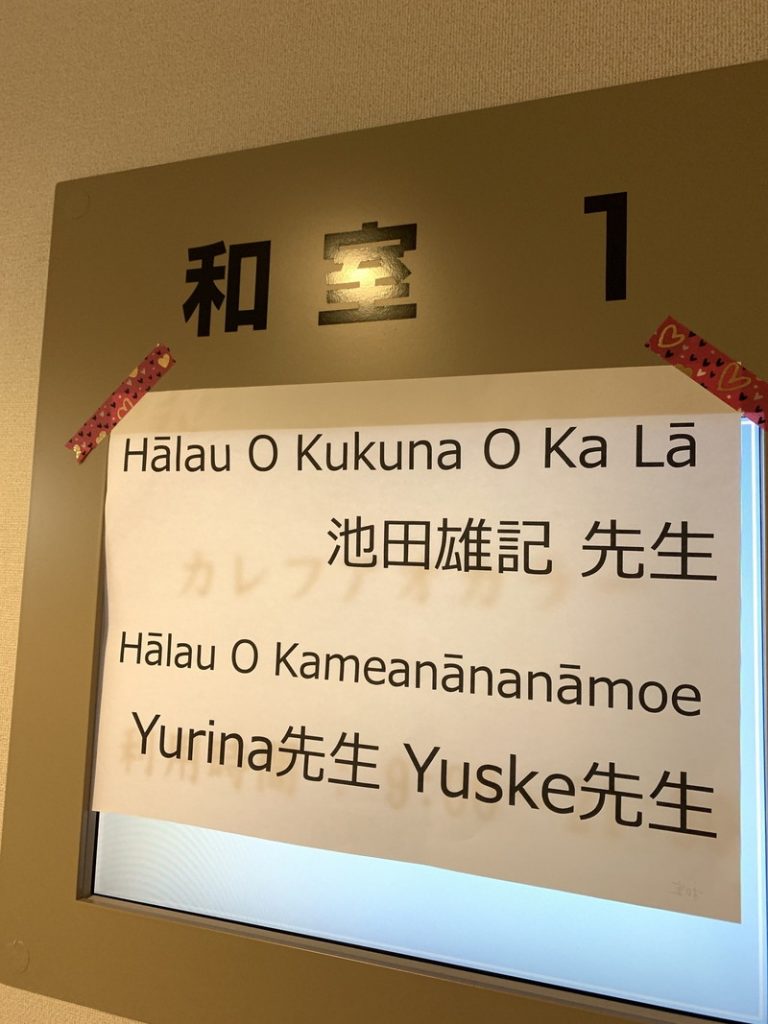 和室 1
Hālau O Kukuna O Ka Lā
池田雄記 先生
Hālau O Kameanānanāmoe
Yurina先生 Yuske先生